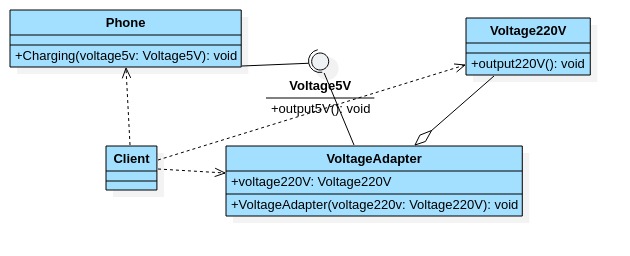 Phone
+Charging(voltage5v: Voltage5V): void
Voltage220V
+output220V(): void
Voltage5V
+output5V(): void
Client
VoltageAdapter
+voltage220V: Voltage220V
+VoltageAdapter(voltage220v: Voltage220V): void